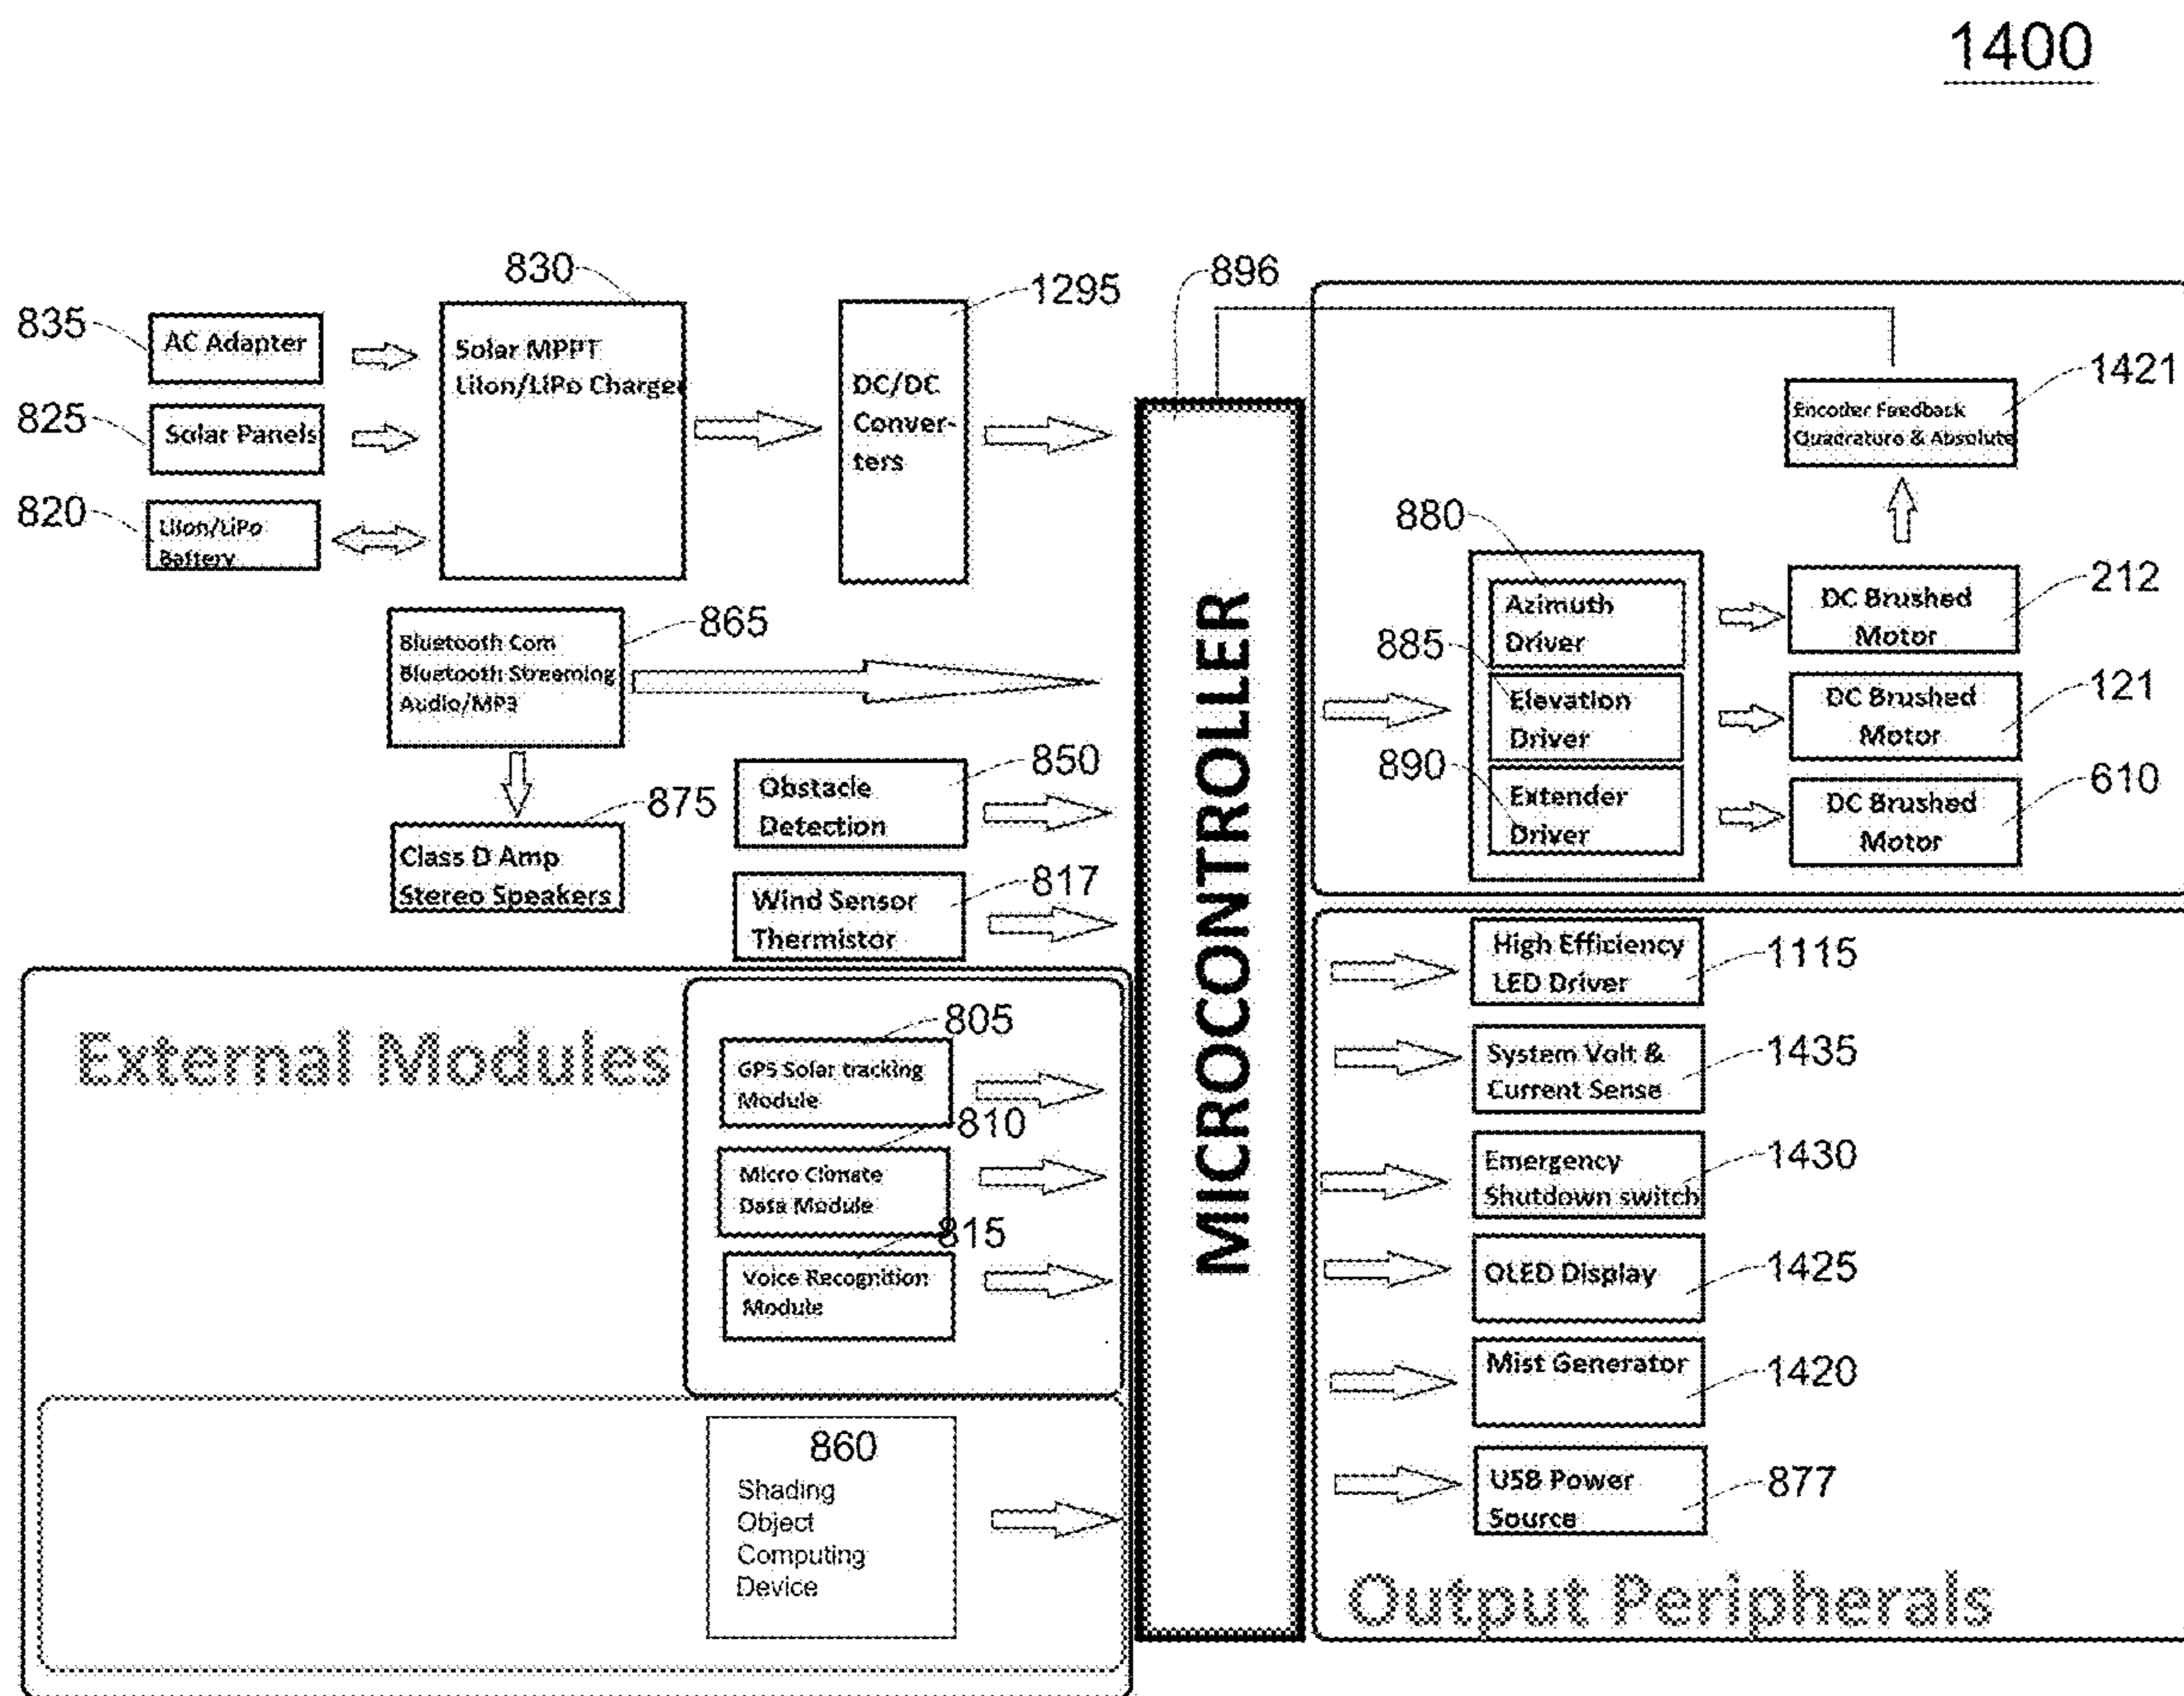 1400
830
896
1295
835
AC Adapter
Solar MPPT
LiIon/LiPo Charger
DC/DC
Conver-
ters
1421
Encoder Feedback
Quadrature & Absolute
825
Solar Panels
820
LiIon/LiPo
Battery
880
Azimuth
Driver
DC Brushed
Motor
212
865
Bluetooth Com
Bluetooth Streaming
Audio/MP3
885
Elevation
Driver
DC Brushed
Motor
121
850
Obstacle
Detection
890
Extender
Driver
DC Brushed
Motor
610
875
Class D Amp
Stereo Speakers
817
Wind Sensor
Thermistor
MICROCONTROLLER
High Efficiency
LED Driver
1115
External Modules
805
GPS Solar tracking
Module
System Volt &
Current Sense
1435
810
Micro Climate
Data Module
Emergency
Shutdown switch
1430
815
Voice Recognition
Module
OLED Display
1425
Mist Generator
1420
860
Shading
Object
Computing
Device
USB Power
Source
877
Output Peripherals